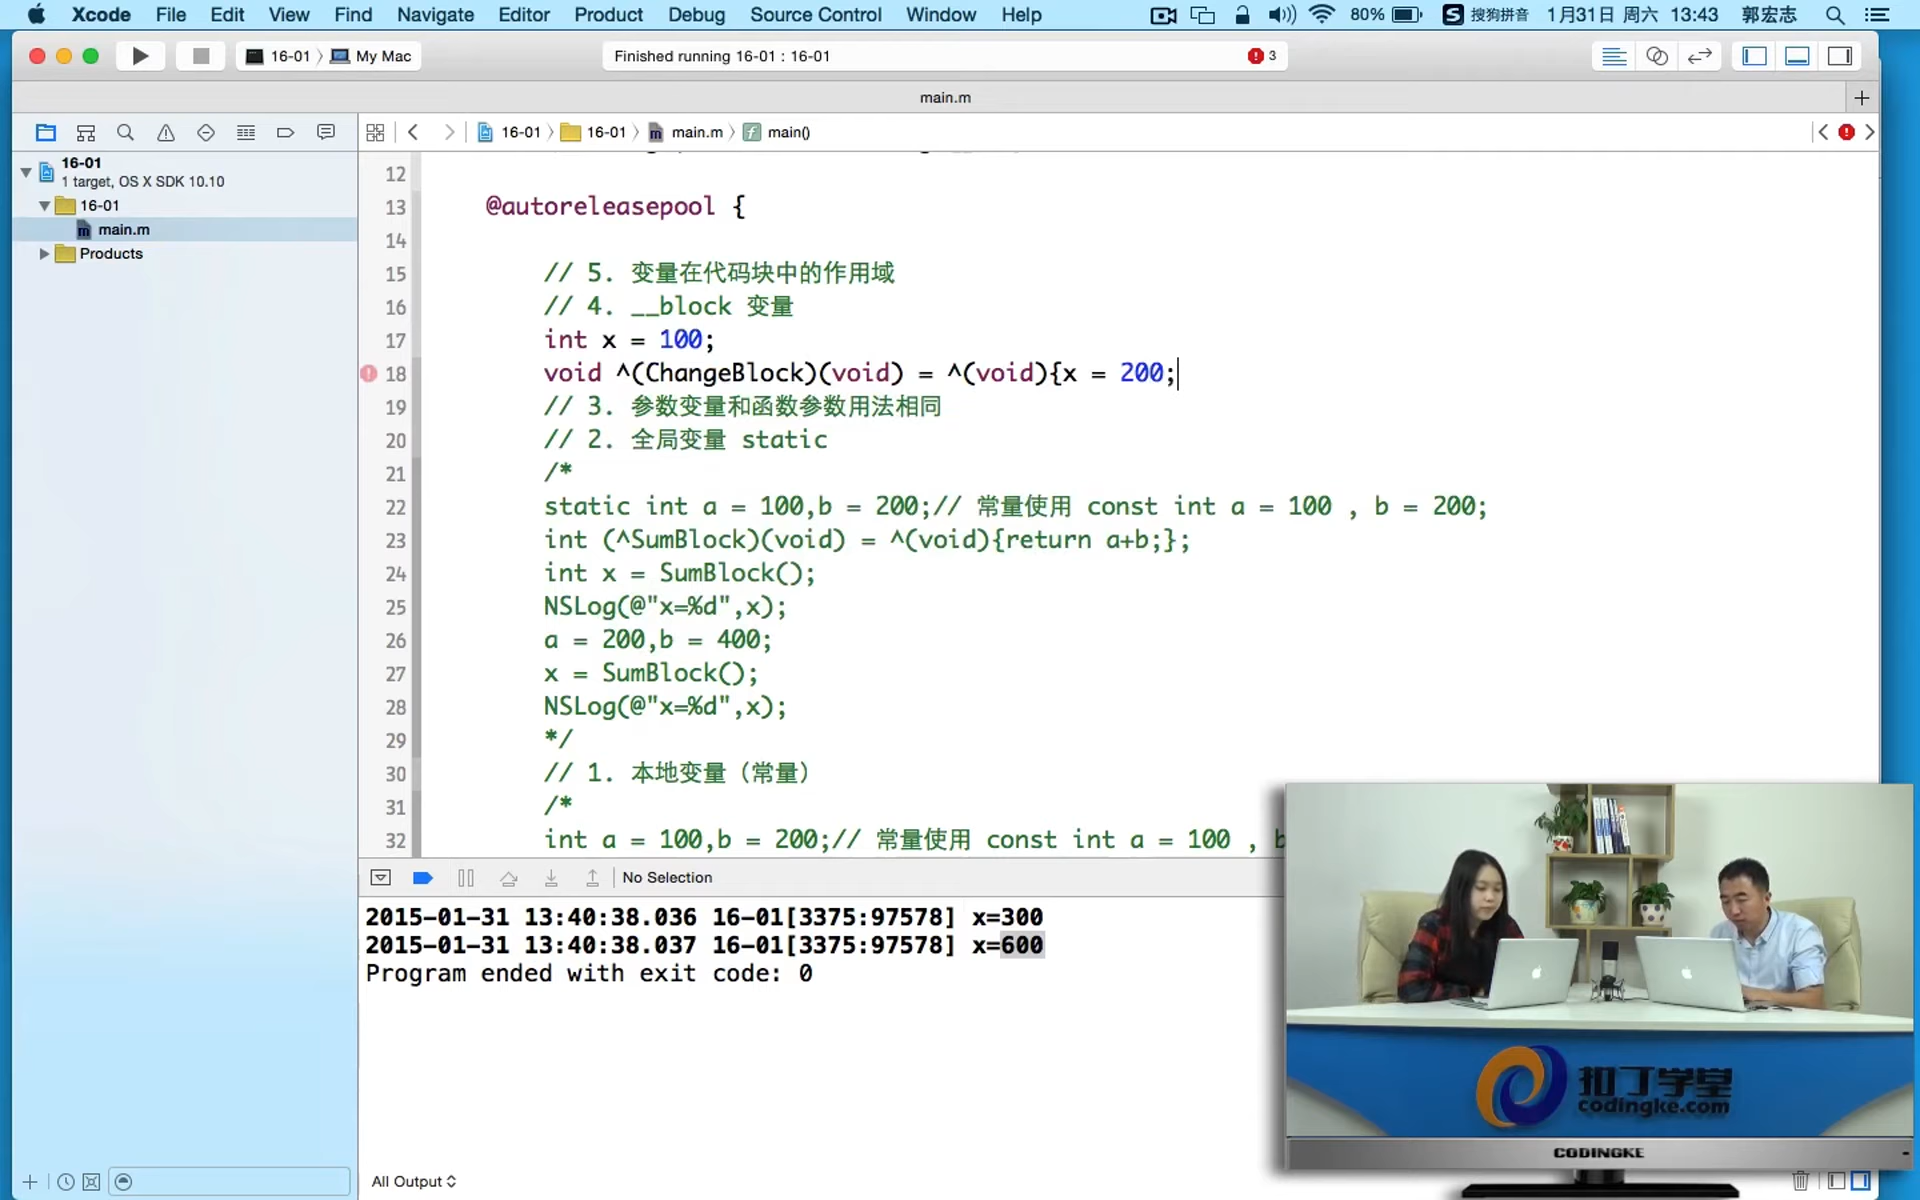 Xcode File Edit View Find Navigate Editor Product Debug Source Control Window Help 80% 搜狗拼音 1月31日 周六 13:43 郭宏志
16-01 〉 My Mac Finished running 16-01 : 16-01 3
main.m
16-01 〉 16-01 〉 main.m 〉 main()
16-01
1 target, OS X SDK 10.10
16-01
main.m
Products
12
13 @autoreleasepool {
14
15 // 5. 变量在代码块中的作用域
16 // 4. __block 变量
17 int x = 100;
18 void ^(ChangeBlock)(void) = ^(void){x = 200;
19 // 3. 参数变量和函数参数用法相同
20 // 2. 全局变量 static
21 /*
22 static int a = 100,b = 200;// 常量使用 const int a = 100 , b = 200;
23 int (^SumBlock)(void) = ^(void){return a+b;};
24 int x = SumBlock();
25 NSLog(@"x=%d",x);
26 a = 200,b = 400;
27 x = SumBlock();
28 NSLog(@"x=%d",x);
29 */
30 // 1. 本地变量（常量）
31 /*
32 int a = 100,b = 200;// 常量使用 const int a = 100 , b
No Selection
2015-01-31 13:40:38.036 16-01[3375:97578] x=300
2015-01-31 13:40:38.037 16-01[3375:97578] x=600
Program ended with exit code: 0
扣丁学堂
codingke.com
CODINGKE
All Output